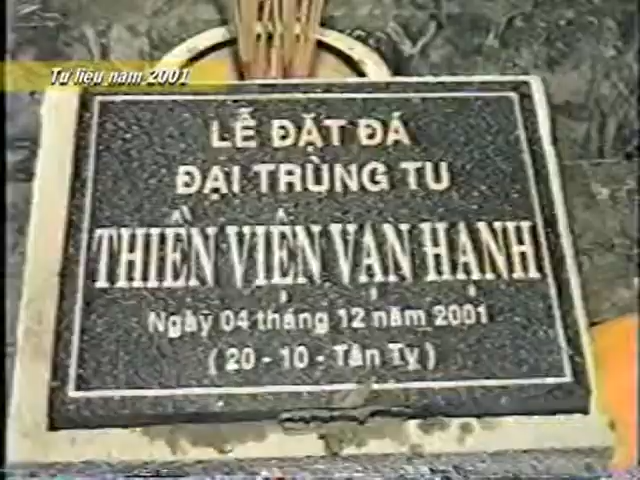 Tư liệu năm 2001
LỄ ĐẶT ĐÁ
ĐẠI TRÙNG TU
THIỀN VIỆN VẠN HẠNH
Ngày 04 tháng 12 năm 2001
( 20 - 10 - Tân Tỵ )